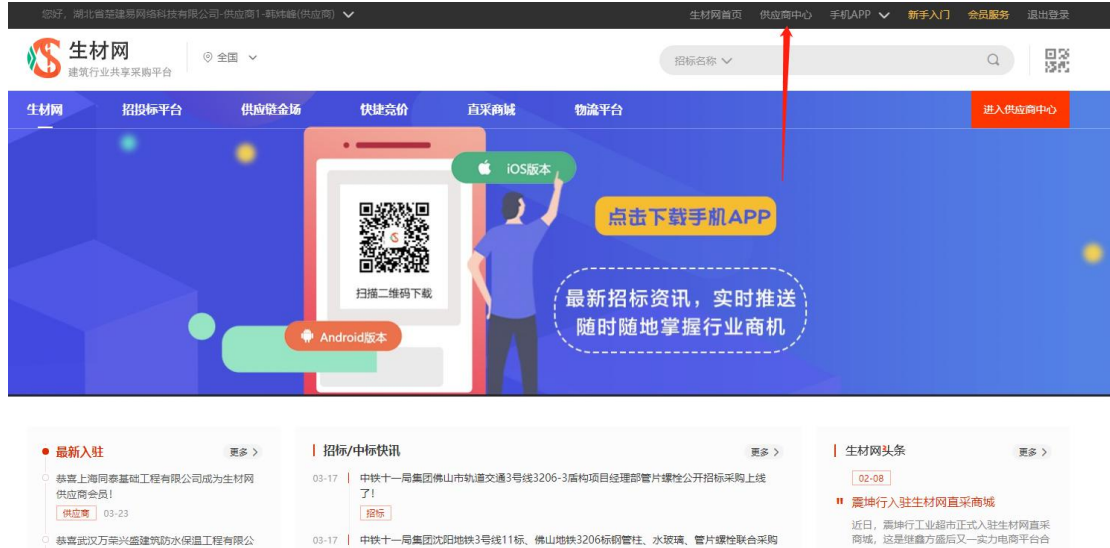 您好，湖北省楚建易网络科技有限公司-供应商1-韩炜峰(供应商)
生材网首页 供应商中心 手机APP 新手入门 会员服务 退出登录
生材网
建筑行业共享采购平台
全国
招标名称
生材网 招投标平台 供应链金场 快捷竞价 直采商城 物流平台 进入供应商中心
iOS版本
点击下载手机APP
扫描二维码下载
最新招标资讯，实时推送
随时随地掌握行业商机
Android版本
最新入驻 更多 >
恭喜上海同泰基础工程有限公司成为生材网
供应商会员！
供应商 03-23
恭喜武汉万荣兴盛建筑防水保温工程有限公
招标/中标快讯 更多 >
03-17 中铁十一局集团佛山市轨道交通3号线3206-3盾构项目经理部管片螺栓公开招标采购上线
了！
招标
03-17 中铁十一局集团沈阳地铁3号线11标、佛山地铁3206标钢管柱、水玻璃、管片螺栓联合采购
生材网头条 更多 >
02-08
震坤行入驻生材网直采商城
近日，震坤行工业超市正式入驻生材网直采
商城，这是继鑫方盛后又一实力电商平台合